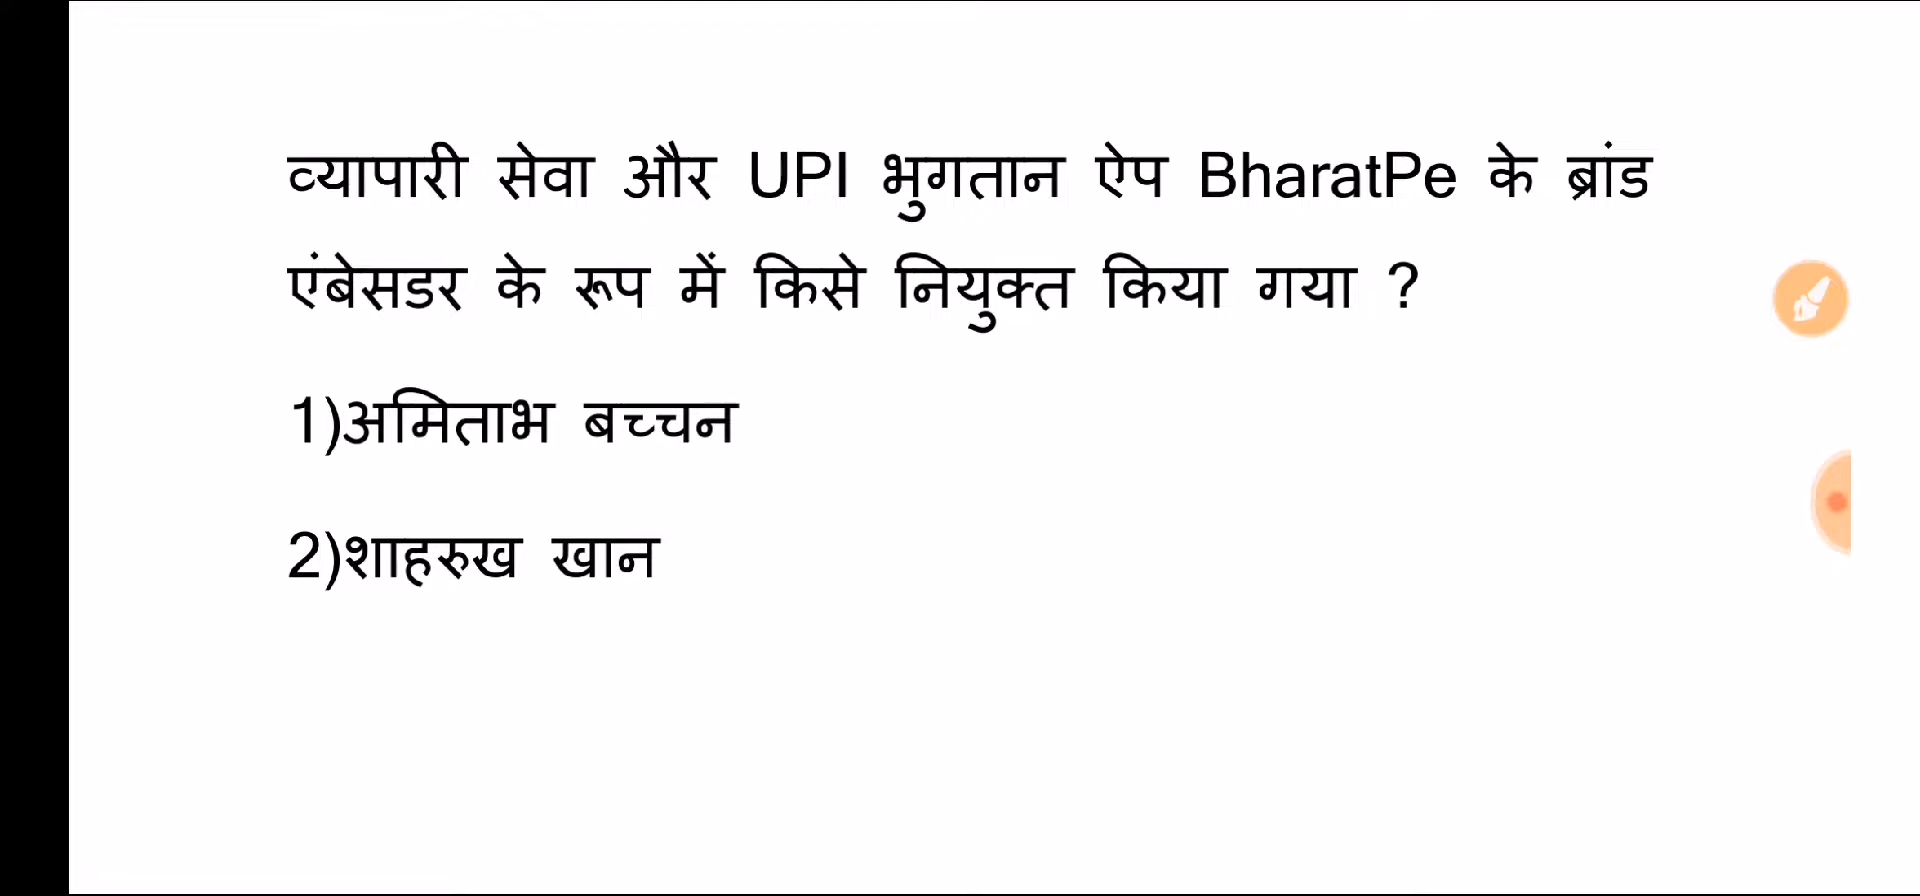 व्यापारी सेवा और UPI भुगतान ऐप BharatPe के ब्रांड
एंबेसडर के रूप में किसे नियुक्त किया गया ?
1)अमिताभ बच्चन
2)शाहरुख खान